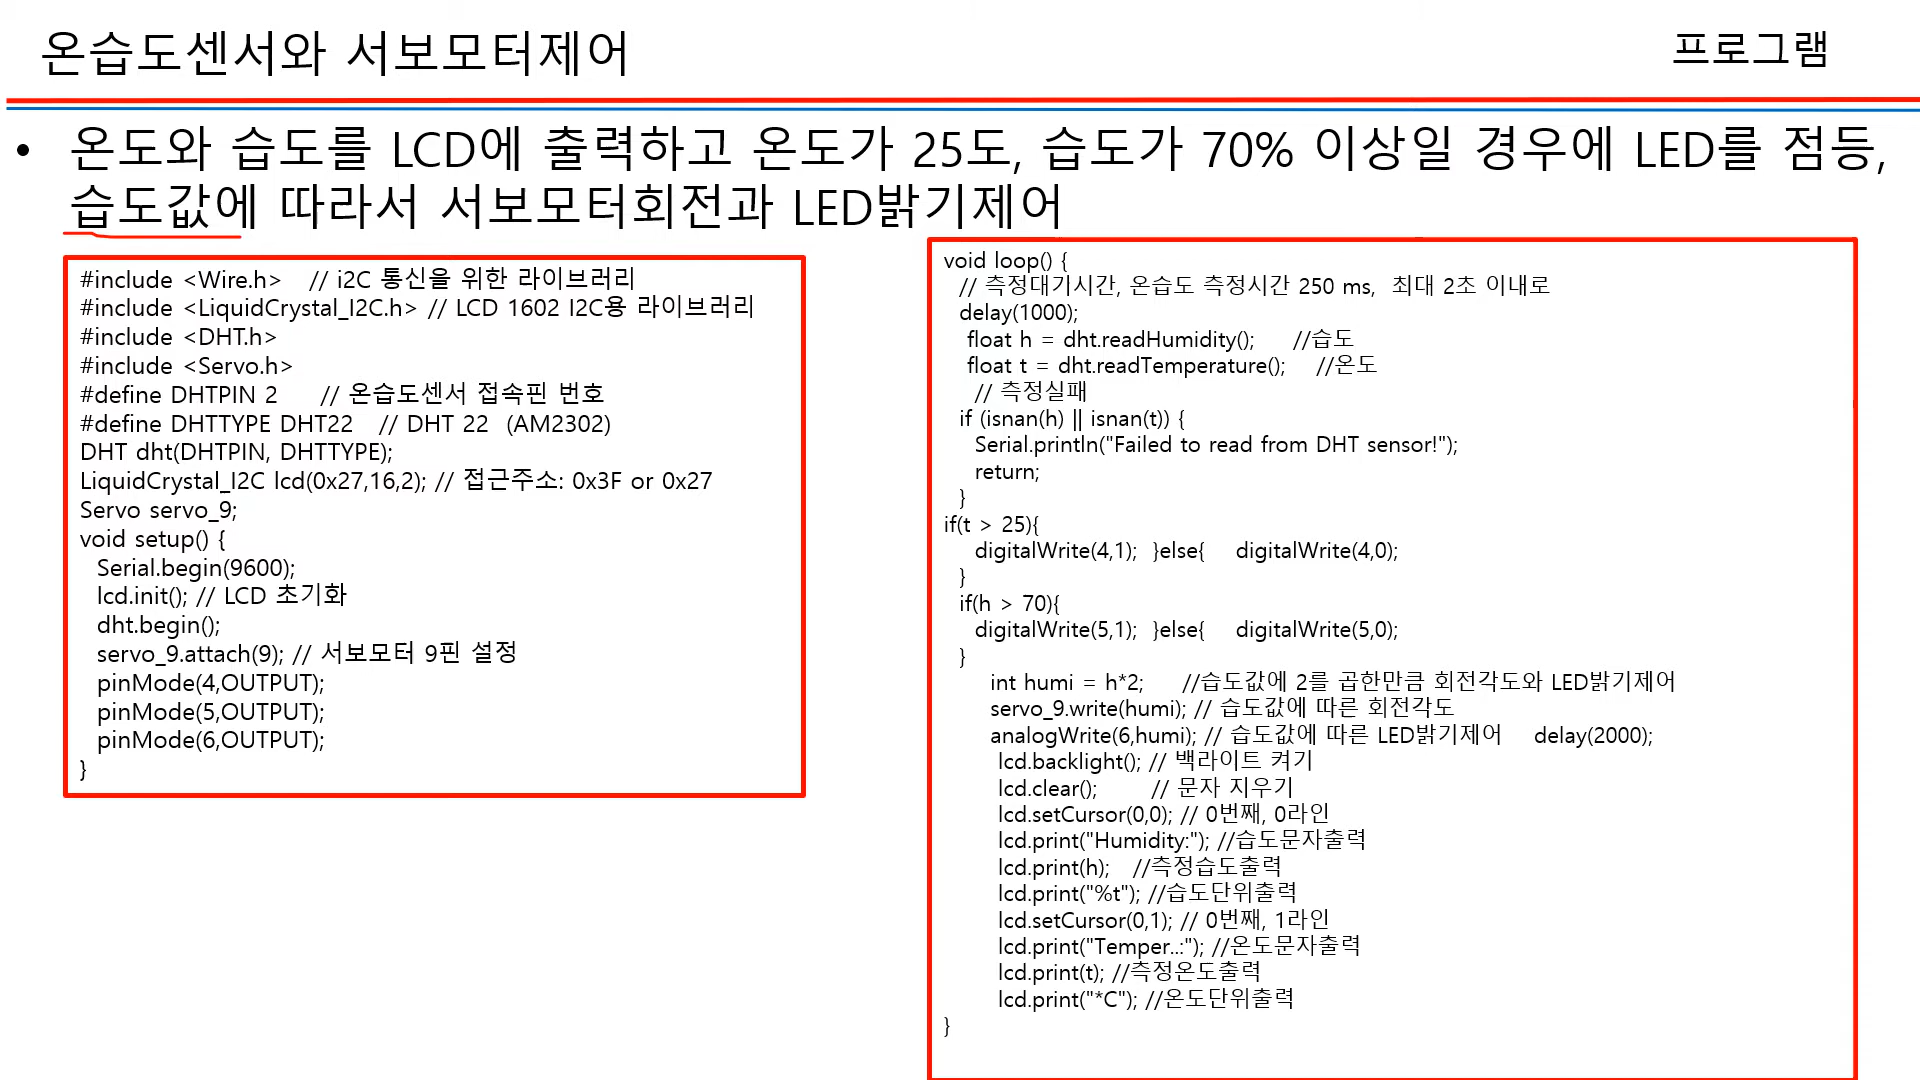 온습도센서와 서보모터제어
프로그램
• 온도와 습도를 LCD에 출력하고 온도가 25도, 습도가 70% 이상일 경우에 LED를 점등,
습도값에 따라서 서보모터회전과 LED밝기제어
#include <Wire.h> // i2C 통신을 위한 라이브러리
#include <LiquidCrystal_I2C.h> // LCD 1602 I2C용 라이브러리
#include <DHT.h>
#include <Servo.h>
#define DHTPIN 2 // 온습도센서 접속핀 번호
#define DHTTYPE DHT22 // DHT 22 (AM2302)
DHT dht(DHTPIN, DHTTYPE);
LiquidCrystal_I2C lcd(0x27,16,2); // 접근주소: 0x3F or 0x27
Servo servo_9;
void setup() {
Serial.begin(9600);
lcd.init(); // LCD 초기화
dht.begin();
servo_9.attach(9); // 서보모터 9핀 설정
pinMode(4,OUTPUT);
pinMode(5,OUTPUT);
pinMode(6,OUTPUT);
}
void loop() {
// 측정대기시간, 온습도 측정시간 250 ms, 최대 2초 이내로
delay(1000);
float h = dht.readHumidity(); //습도
float t = dht.readTemperature(); //온도
// 측정실패
if (isnan(h) || isnan(t)) {
Serial.println("Failed to read from DHT sensor!");
return;
}
if(t > 25){
digitalWrite(4,1); }else{ digitalWrite(4,0);
}
if(h > 70){
digitalWrite(5,1); }else{ digitalWrite(5,0);
}
int humi = h*2; //습도값에 2를 곱한만큼 회전각도와 LED밝기제어
servo_9.write(humi); // 습도값에 따른 회전각도
analogWrite(6,humi); // 습도값에 따른 LED밝기제어 delay(2000);
lcd.backlight(); // 백라이트 켜기
lcd.clear(); // 문자 지우기
lcd.setCursor(0,0); // 0번째, 0라인
lcd.print("Humidity:"); //습도문자출력
lcd.print(h); //측정습도출력
lcd.print("%t"); //습도단위출력
lcd.setCursor(0,1); // 0번째, 1라인
lcd.print("Temper..:"); //온도문자출력
lcd.print(t); //측정온도출력
lcd.print("*C"); //온도단위출력
}